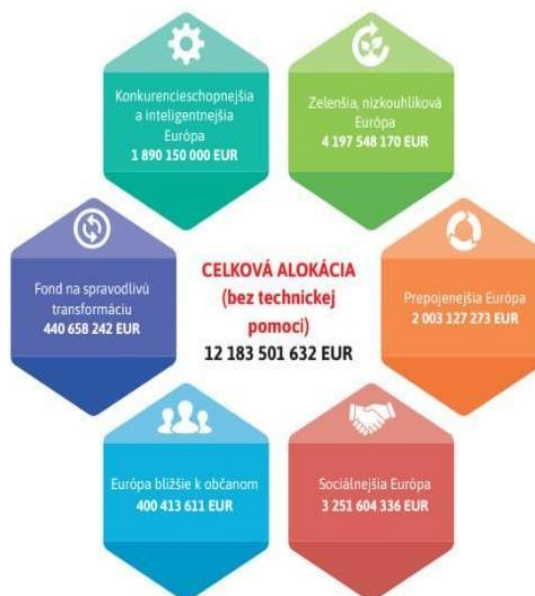 Konkurencieschopnejšia
a inteligentnejšia
Európa
1 890 150 000 EUR
Zelenšia, nízkouhlíková
Európa
4 197 548 170 EUR
Fond na spravodlivú
transformáciu
440 658 242 EUR
CELKOVÁ ALOKÁCIA
(bez technickej
pomoci)
12 183 501 632 EUR
Prepojenejšia Európa
2 003 127 273 EUR
Európa bližšie k občanom
400 413 611 EUR
Sociálnejšia Európa
3 251 604 336 EUR